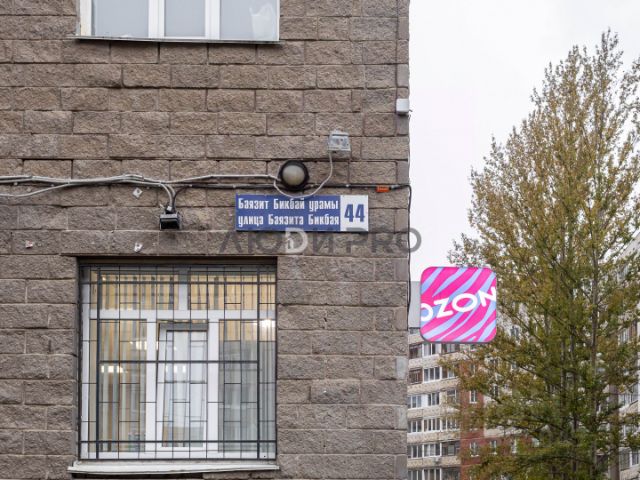 Баязит Бикбай урамы
улица Баязита Бикбая
44
ЛЮДИ PRO
OZON